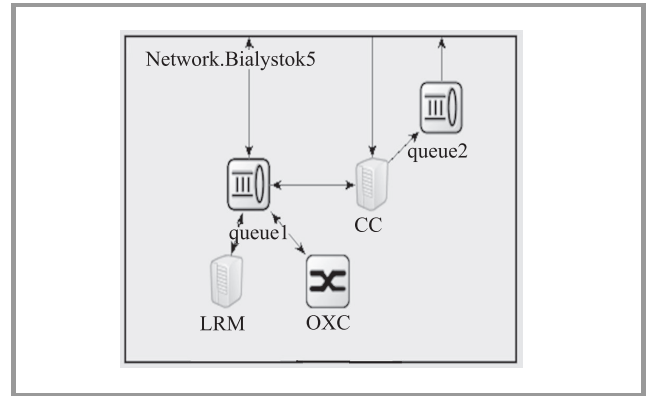 Network.Bialystok5
queue2
queue1
CC
LRM
OXC